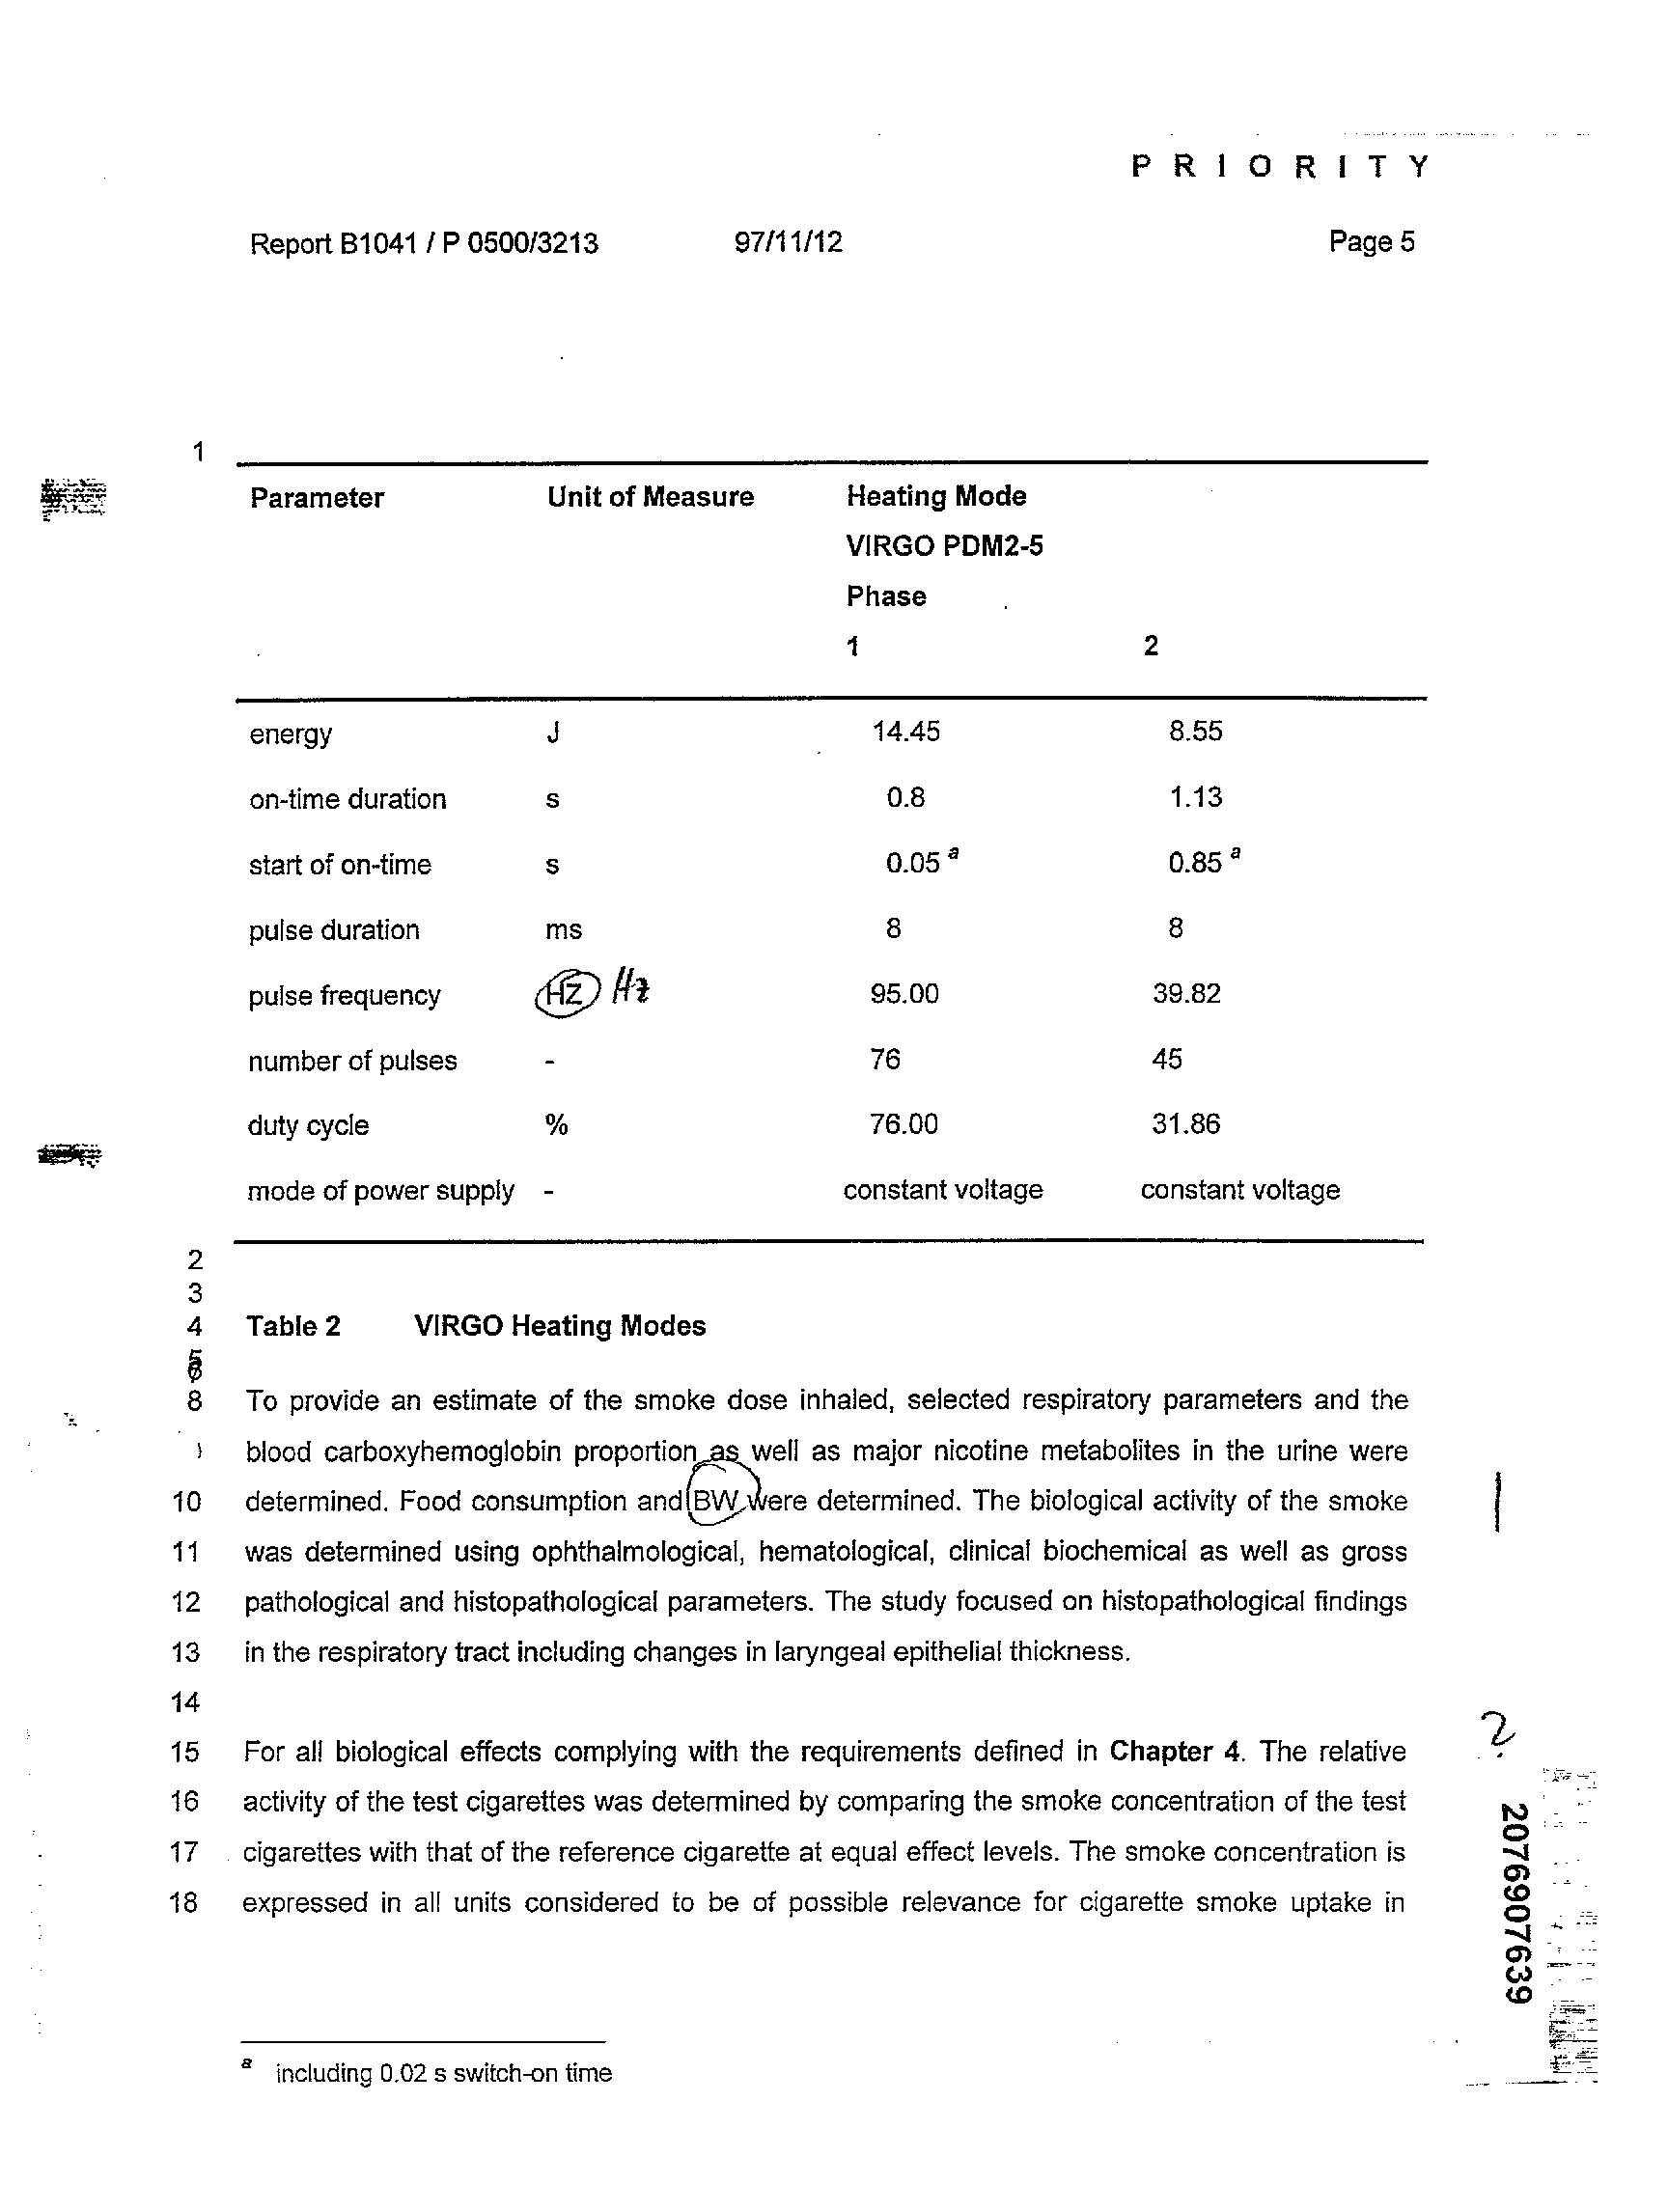 P R I O R I T Y
Report B1041 / P 0500/3213 97/11/12 Page 5
1
Parameter Unit of Measure Heating Mode
VIRGO PDM2-5
Phase
1 2
energy J 14.45 8.55
on-time duration s 0.8 1.13
start of on-time s 0.05 a 0.85 a
pulse duration ms 8 8
pulse frequency HZ Hz 95.00 39.82
number of pulses - 76 45
duty cycle % 76.00 31.86
mode of power supply - constant voltage constant voltage
2
3
4 Table 2 VIRGO Heating Modes
8 To provide an estimate of the smoke dose inhaled, selected respiratory parameters and the
blood carboxyhemoglobin proportion as well as major nicotine metabolites in the urine were
10 determined. Food consumption and BW were determined. The biological activity of the smoke
11 was determined using ophthalmological, hematological, clinical biochemical as well as gross
12 pathological and histopathological parameters. The study focused on histopathological findings
13 in the respiratory tract including changes in laryngeal epithelial thickness.
14
?
15 For all biological effects complying with the requirements defined in Chapter 4. The relative
16 activity of the test cigarettes was determined by comparing the smoke concentration of the test
17 cigarettes with that of the reference cigarette at equal effect levels. The smoke concentration is
18 expressed in all units considered to be of possible relevance for cigarette smoke uptake in
2076907639
a including 0.02 s switch-on time